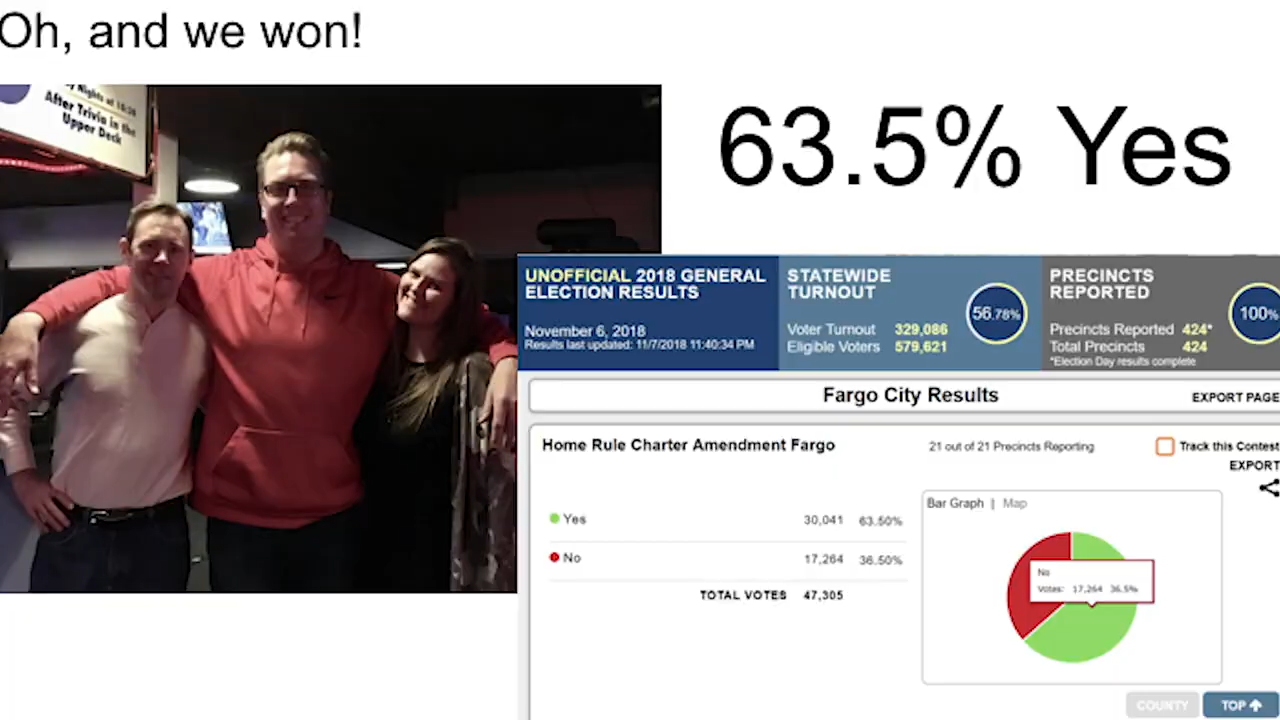 Oh, and we won!
After Trivia in the
Upper Deck
63.5% Yes
UNOFFICIAL 2018 GENERAL
ELECTION RESULTS
November 6, 2018
Results last updated: 11/7/2018 11:40:34 PM
STATEWIDE
TURNOUT
56.78%
Voter Turnout 329,086
Eligible Voters 579,621
PRECINCTS
REPORTED
100%
Precincts Reported 424*
Total Precincts 424
*Election Day results complete
Fargo City Results
EXPORT PAGE
Home Rule Charter Amendment Fargo
21 out of 21 Precincts Reporting
Track this Contest
EXPORT
Yes 30,041 63.50%
No 17,264 36.50%
TOTAL VOTES 47,305
Bar Graph | Map
No
Votes: 17,264 36.5%
COUNTY
TOP